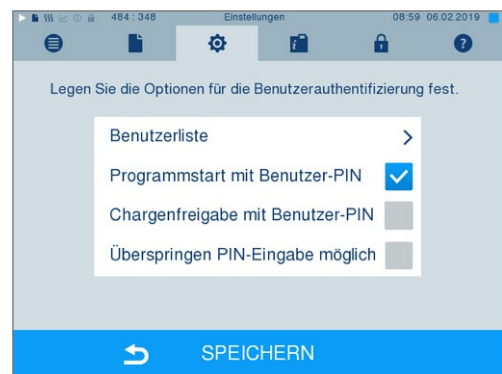 484 : 348 Einstellungen 08:59 06.02.2019
Legen Sie die Optionen für die Benutzerauthentifizierung fest.
Benutzerliste
Programmstart mit Benutzer-PIN
Chargenfreigabe mit Benutzer-PIN
Überspringen PIN-Eingabe möglich
SPEICHERN